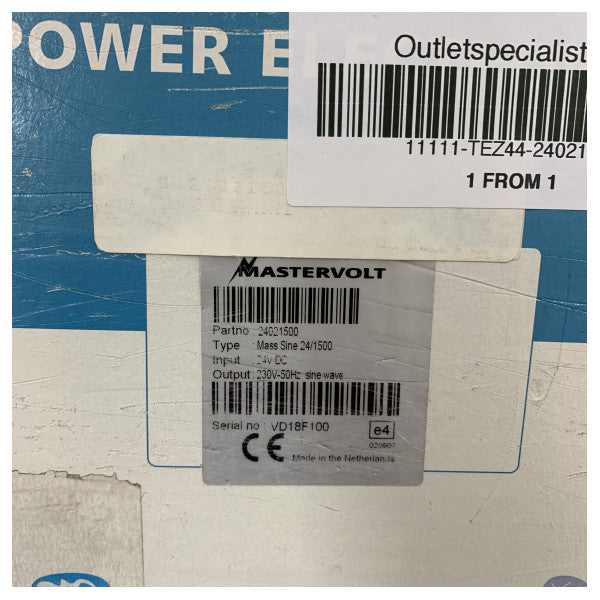 POWER
Outletspecialist
11111-TEZ44-24021
1 FROM 1
MASTERVOLT
Partno : 24021500
Type : Mass Sine 24/1500
Input : 24V DC
Output : 230V-50Hz sine wave
Serial no : VD18F100
e4
020907
CE Made in the Netherlands